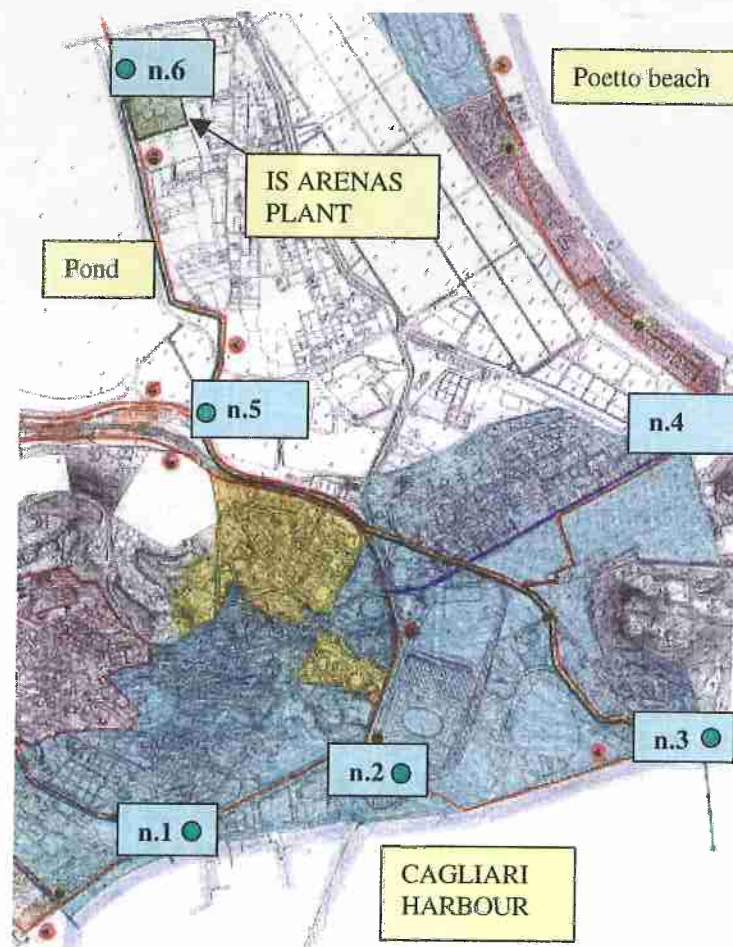 n.6
Poetto beach
IS ARENAS
PLANT
Pond
n.5
n.4
n.3
n.2
n.1
CAGLIARI
HARBOUR